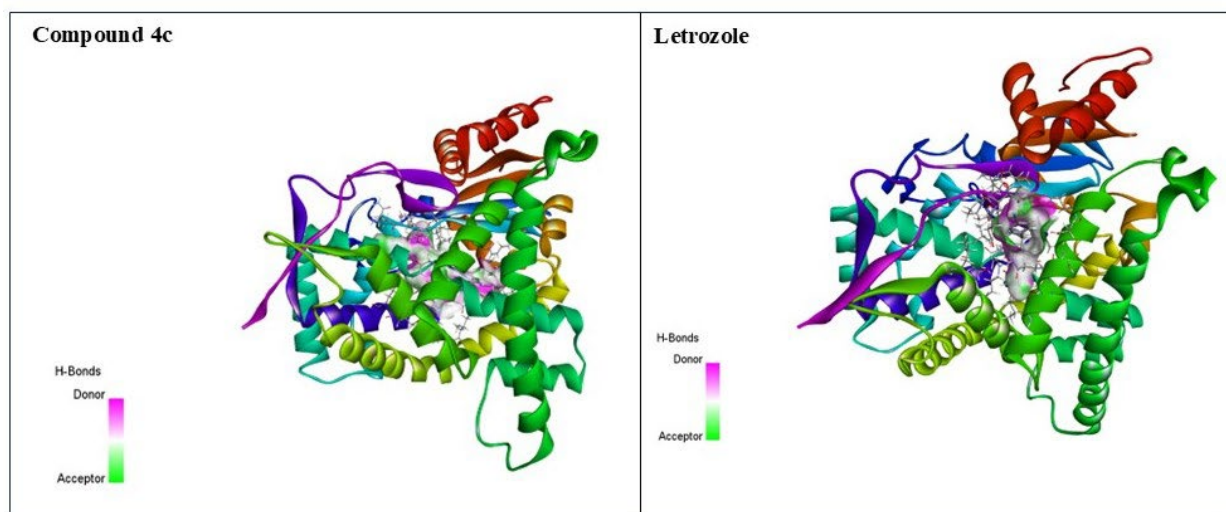 Compound 4c
H-Bonds
Donor
Acceptor
Letrozole
H-Bonds
Donor
Acceptor